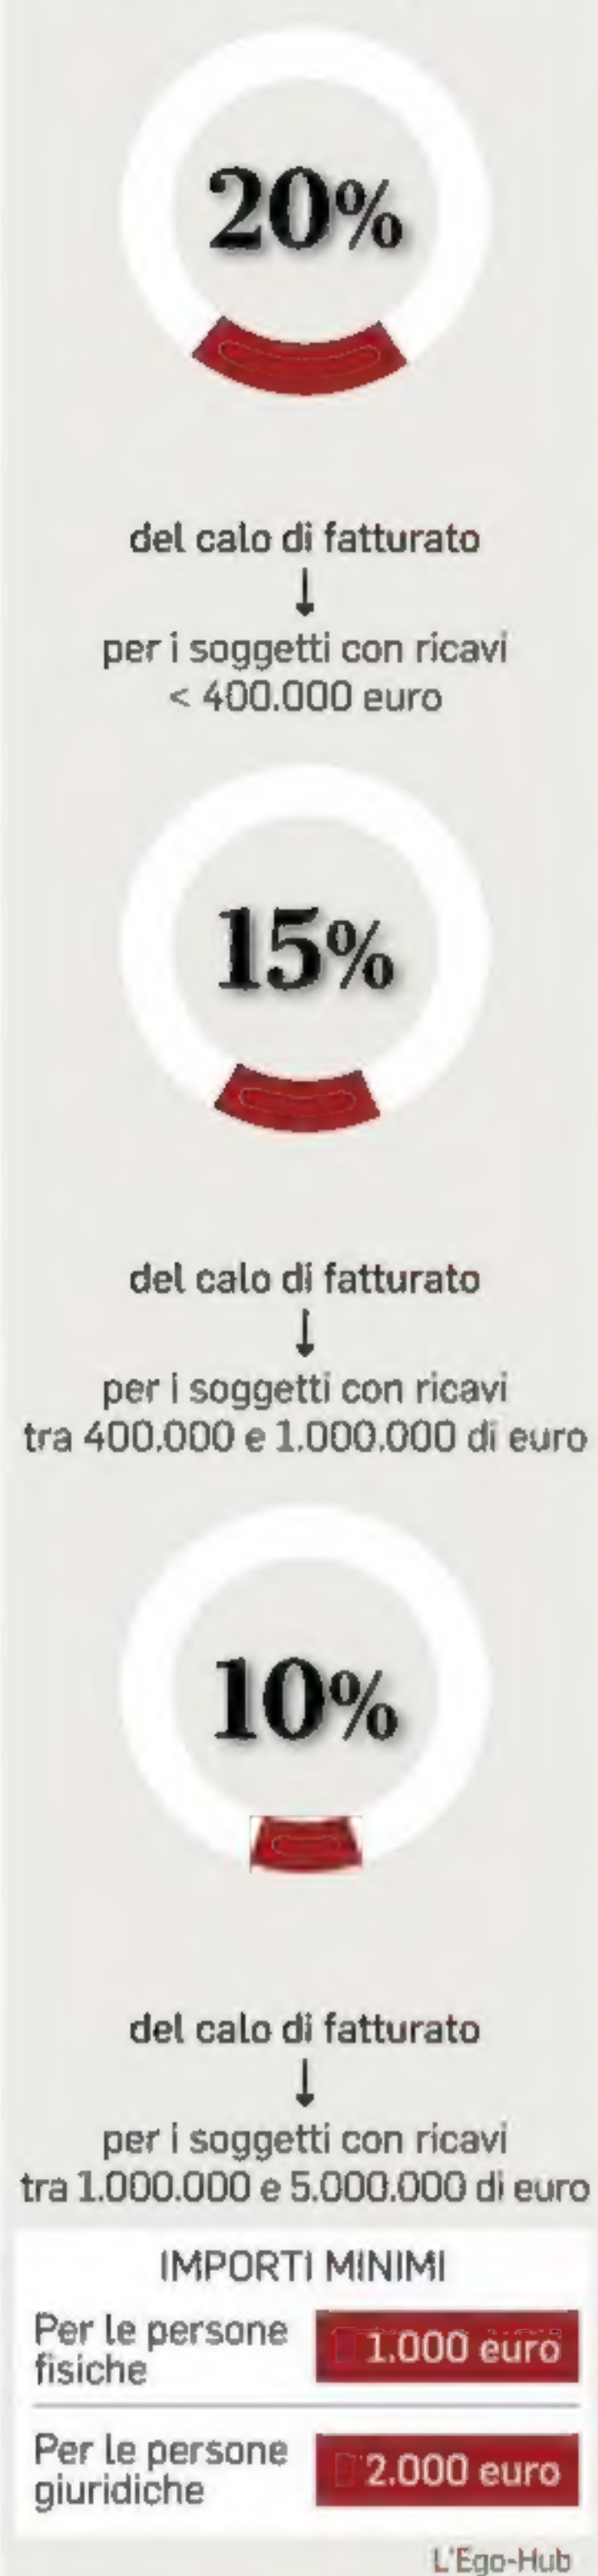 20%
del calo di fatturato
↓
per i soggetti con ricavi
< 400.000 euro
15%
del calo di fatturato
↓
per i soggetti con ricavi
tra 400.000 e 1.000.000 di euro
10%
del calo di fatturato
↓
per i soggetti con ricavi
tra 1.000.000 e 5.000.000 di euro
IMPORTI MINIMI
Per le persone
fisiche
1.000 euro
Per le persone
giuridiche
2.000 euro
L'Ego-Hub